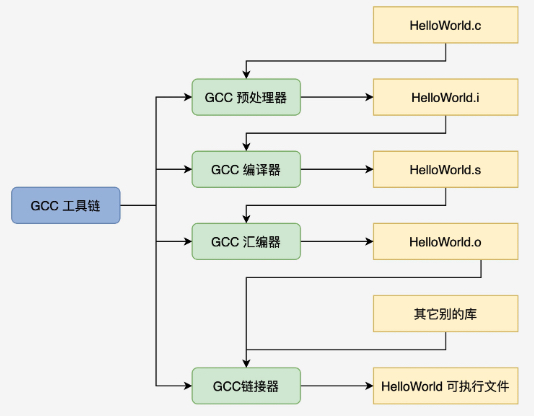 HelloWorld.c
GCC 预处理器
HelloWorld.i
GCC 编译器
HelloWorld.s
GCC 工具链
GCC 汇编器
HelloWorld.o
其它别的库
GCC链接器
HelloWorld 可执行文件